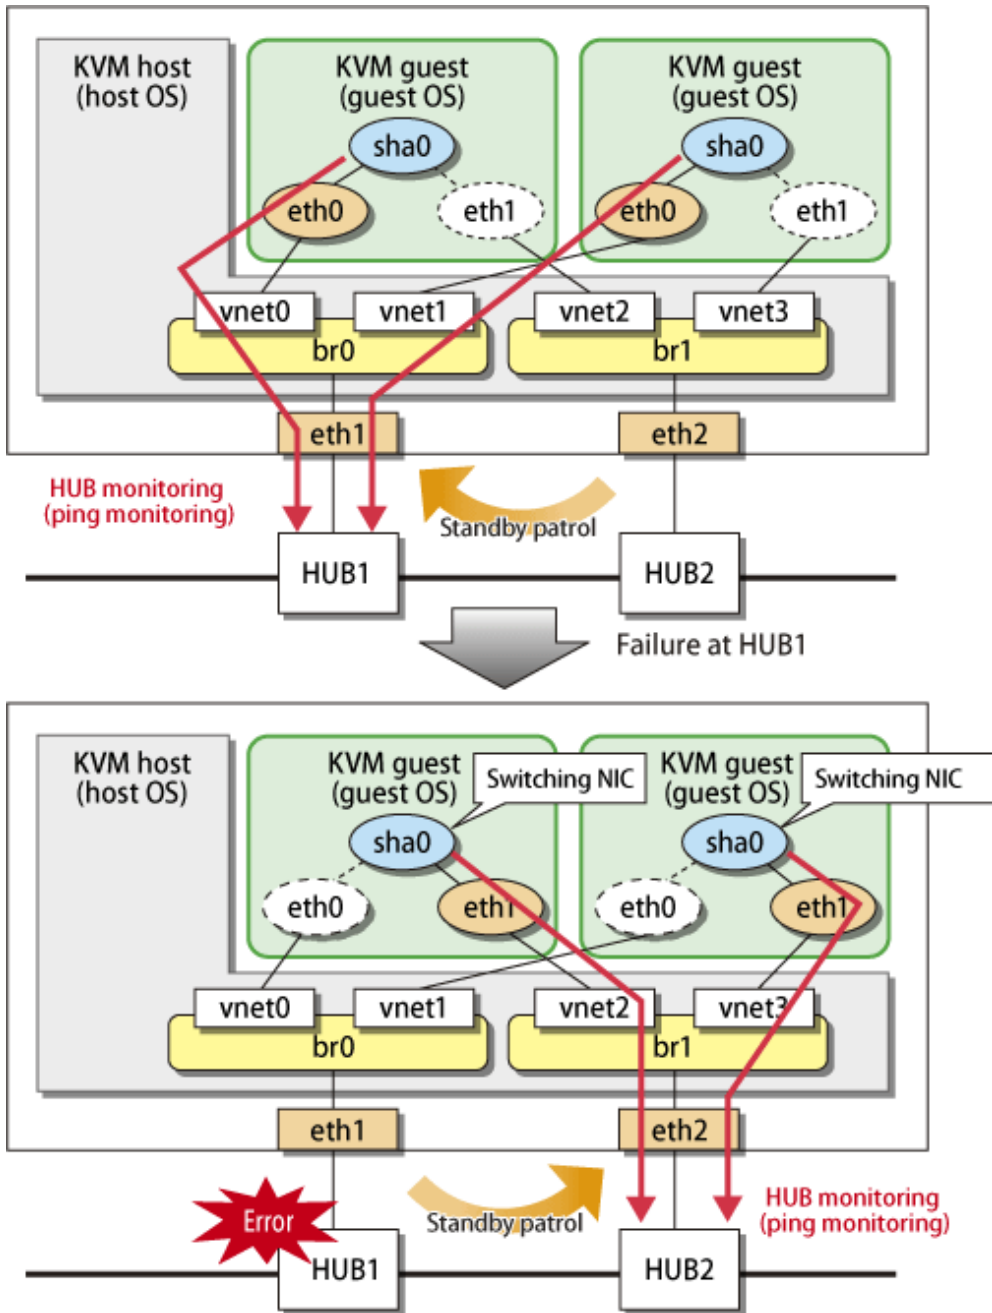 KVM host
(host OS)
KVM guest
(guest OS)
KVM guest
(guest OS)
sha0
sha0
eth0
eth1
eth0
eth1
vnet0
vnet1
vnet2
vnet3
br0
br1
eth1
eth2
HUB monitoring
(ping monitoring)
Standby patrol
HUB1
HUB2
Failure at HUB1
KVM host
(host OS)
KVM guest
(guest OS)
Switching NIC
KVM guest
(guest OS)
Switching NIC
sha0
sha0
eth0
eth1
eth0
eth1
vnet0
vnet1
vnet2
vnet3
br0
br1
eth1
eth2
Error
Standby patrol
HUB monitoring
(ping monitoring)
HUB1
HUB2